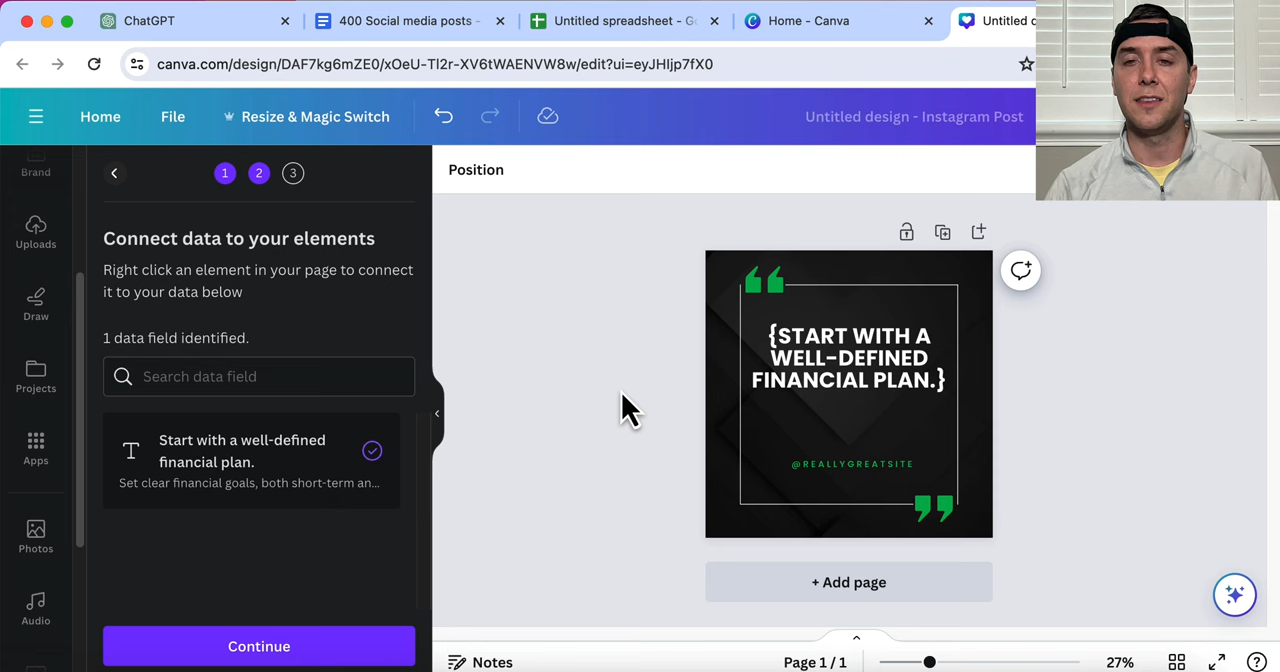 ChatGPT
400 Social media posts -
Untitled spreadsheet - Go
Home - Canva
Untitled d
canva.com/design/DAF7kg6mZE0/xOeU-Tl2r-XV6tWAENVW8w/edit?ui=eyJHIjp7fX0
Home
File
Resize & Magic Switch
Untitled design - Instagram Post
Brand
Uploads
Draw
Projects
Apps
Photos
Audio
1
2
3
Connect data to your elements
Right click an element in your page to connect
it to your data below
1 data field identified.
Search data field
T
Start with a well-defined
financial plan.
Set clear financial goals, both short-term an...
Continue
Position
{START WITH A
WELL-DEFINED
FINANCIAL PLAN.}
@REALLYGREATSITE
+ Add page
Notes
Page 1 / 1
27%